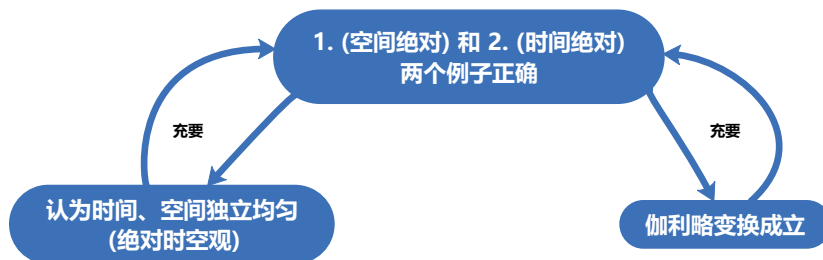 1. (空间绝对) 和 2. (时间绝对)
两个例子正确
充要
充要
认为时间、空间独立均匀
(绝对时空观)
伽利略变换成立